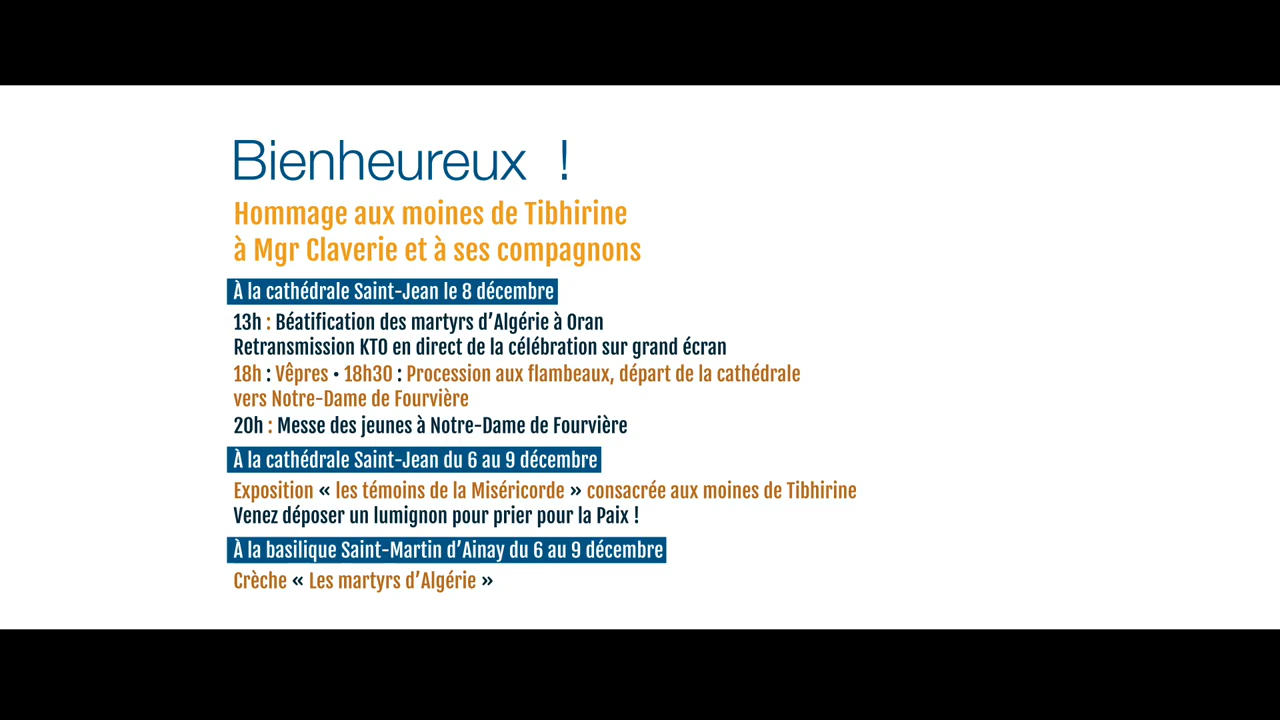 Bienheureux !
Hommage aux moines de Tibhirine
à Mgr Claverie et à ses compagnons
À la cathédrale Saint-Jean le 8 décembre
13h : Béatification des martyrs d’Algérie à Oran
Retransmission KTO en direct de la célébration sur grand écran
18h : Vêpres • 18h30 : Procession aux flambeaux, départ de la cathédrale
vers Notre-Dame de Fourvière
20h : Messe des jeunes à Notre-Dame de Fourvière
À la cathédrale Saint-Jean du 6 au 9 décembre
Exposition « les témoins de la Miséricorde » consacrée aux moines de Tibhirine
Venez déposer un lumignon pour prier pour la Paix !
À la basilique Saint-Martin d’Ainay du 6 au 9 décembre
Crèche « Les martyrs d’Algérie »